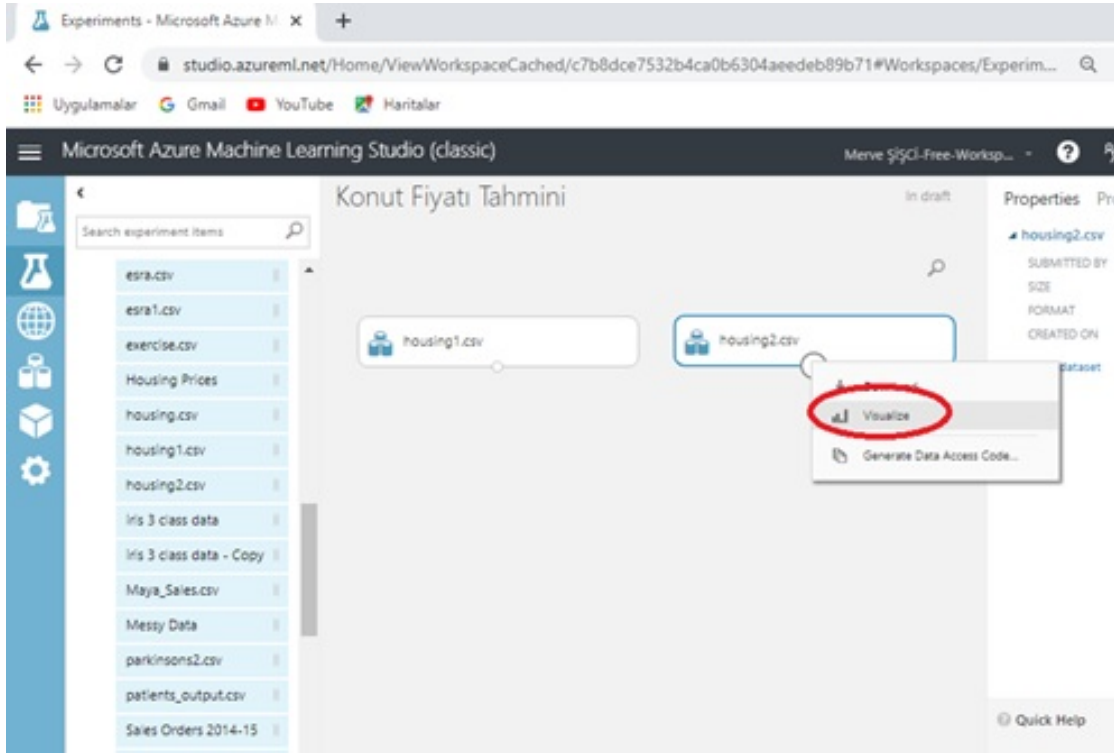 Experiments - Microsoft Azure M
studio.azureml.net/Home/ViewWorkspaceCached/c7b8dce7532b4ca0b6304aeedeb89b71#Workspaces/Experim...
Uygulamalar Gmail YouTube Haritalar
Microsoft Azure Machine Learning Studio (classic)
Merve ŞİŞCİ-Free-Worksp...
Search experiment items
esra.csv
esra1.csv
exercise.csv
Housing Prices
housing.csv
housing1.csv
housing2.csv
Iris 3 class data
Iris 3 class data - Copy
Maya_Sales.csv
Messy Data
parkinsons2.csv
patients_output.csv
Sales Orders 2014-15
Konut Fiyatı Tahmini
In draft
housing1.csv
housing2.csv
Visualize
Generate Data Access Code...
Properties Pr
housing2.csv
SUBMITTED BY
SIZE
FORMAT
CREATED ON
dataset
Quick Help